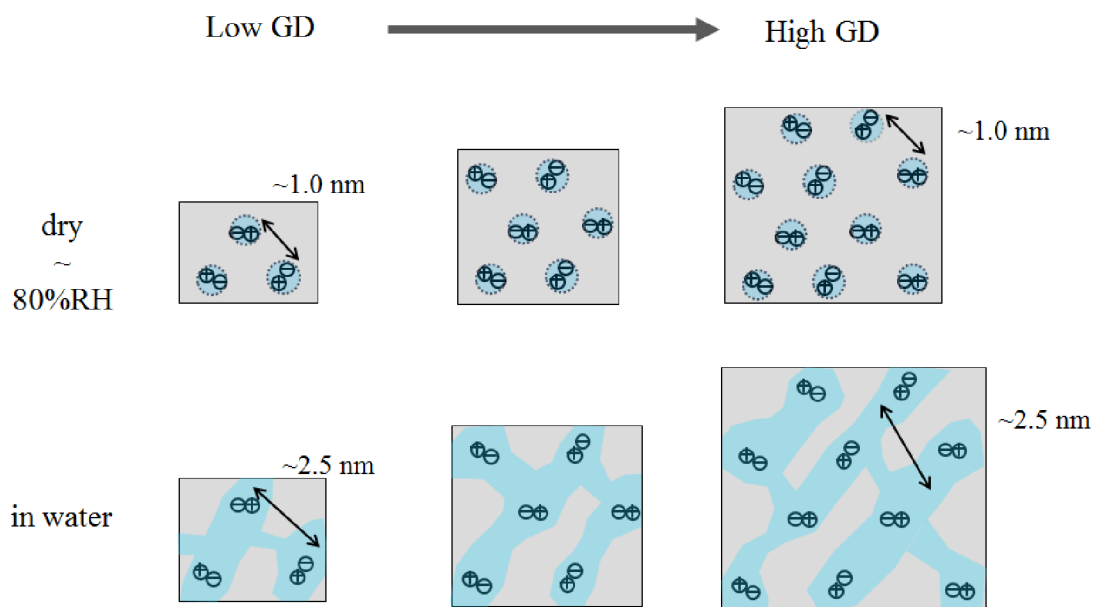 Low GD
High GD
~1.0 nm
~1.0 nm
dry
~
80%RH
~2.5 nm
~2.5 nm
in water